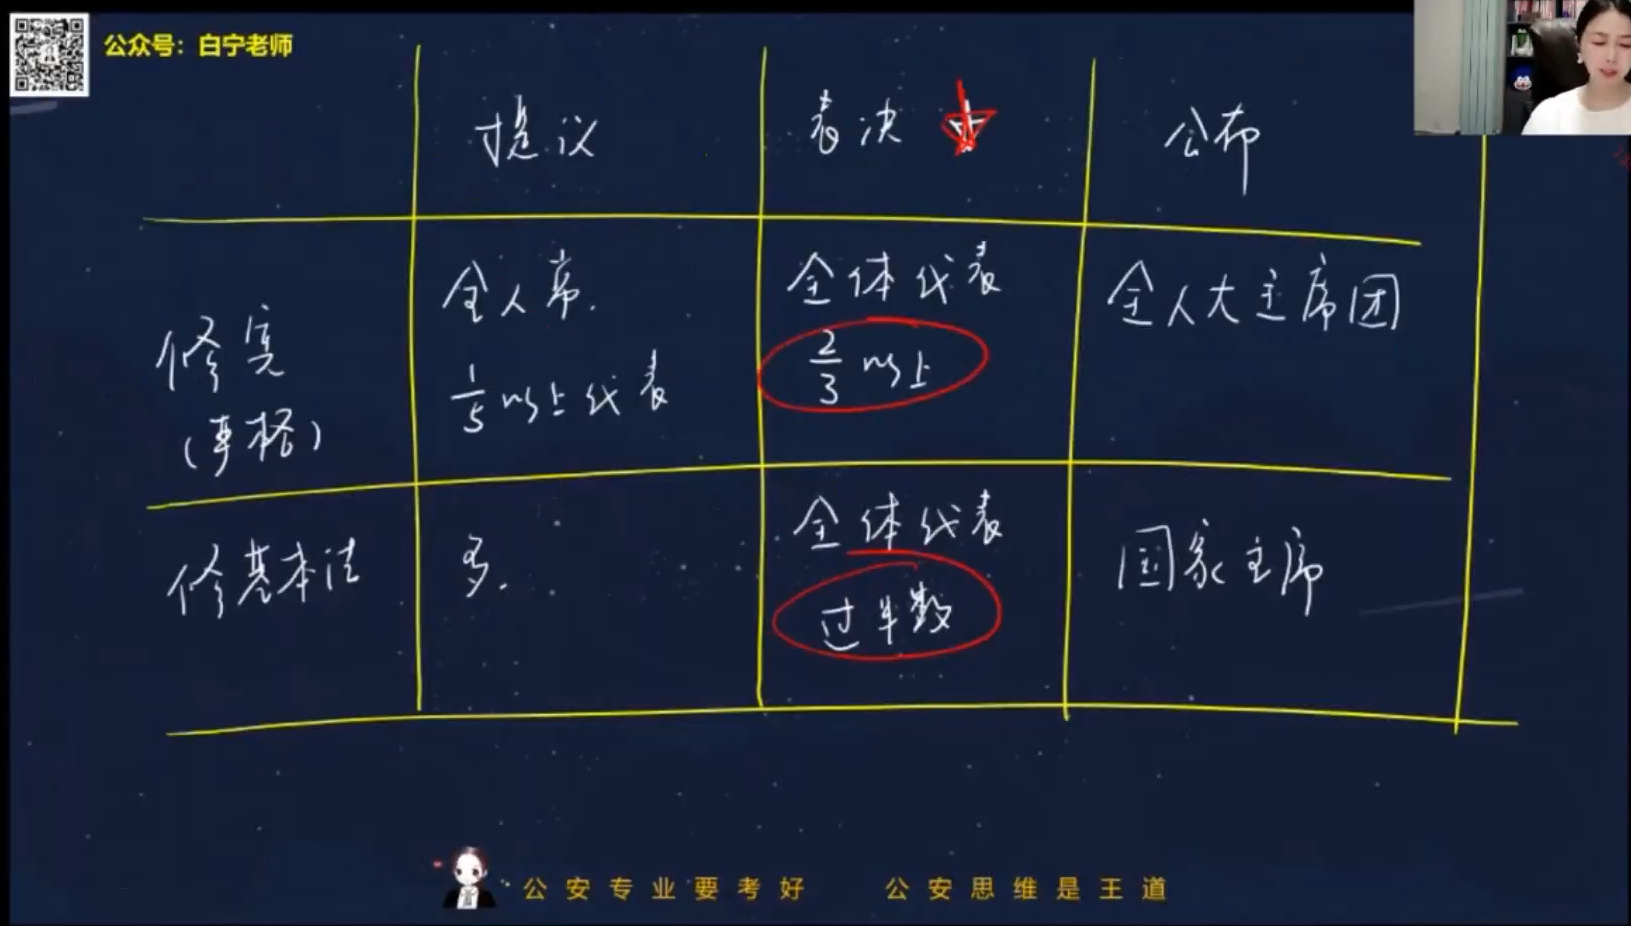 公众号：白宁老师
提议 表决 公布
全人常. 全体代表 全人大主席团
修宪 1/5以上代表 2/3以上
(严格)
全体代表
修基本法 多. 过半数 国家主席
公安专业要考好 公安思维是王道